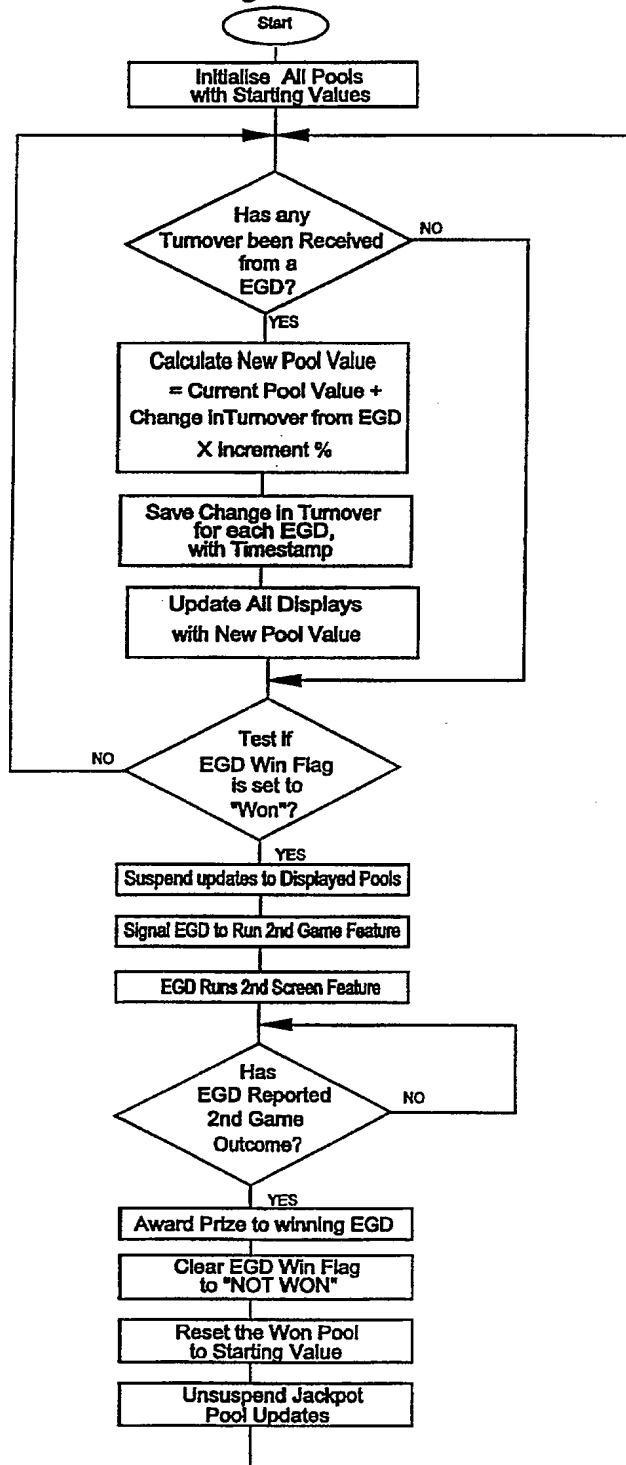 Start
Initialise All Pools
with Starting Values
Has any
Turnover been Received
from a
EGD?
NO
YES
Calculate New Pool Value
= Current Pool Value +
Change inTurnover from EGD
X Increment %
Save Change in Turnover
for each EGD,
with Timestamp
Update All Displays
with New Pool Value
Test if
EGD Win Flag
is set to
"Won"?
NO
YES
Suspend updates to Displayed Pools
Signal EGD to Run 2nd Game Feature
EGD Runs 2nd Screen Feature
Has
EGD Reported
2nd Game
Outcome?
NO
YES
Award Prize to winning EGD
Clear EGD Win Flag
to "NOT WON"
Reset the Won Pool
to Starting Value
Unsuspend Jackpot
Pool Updates